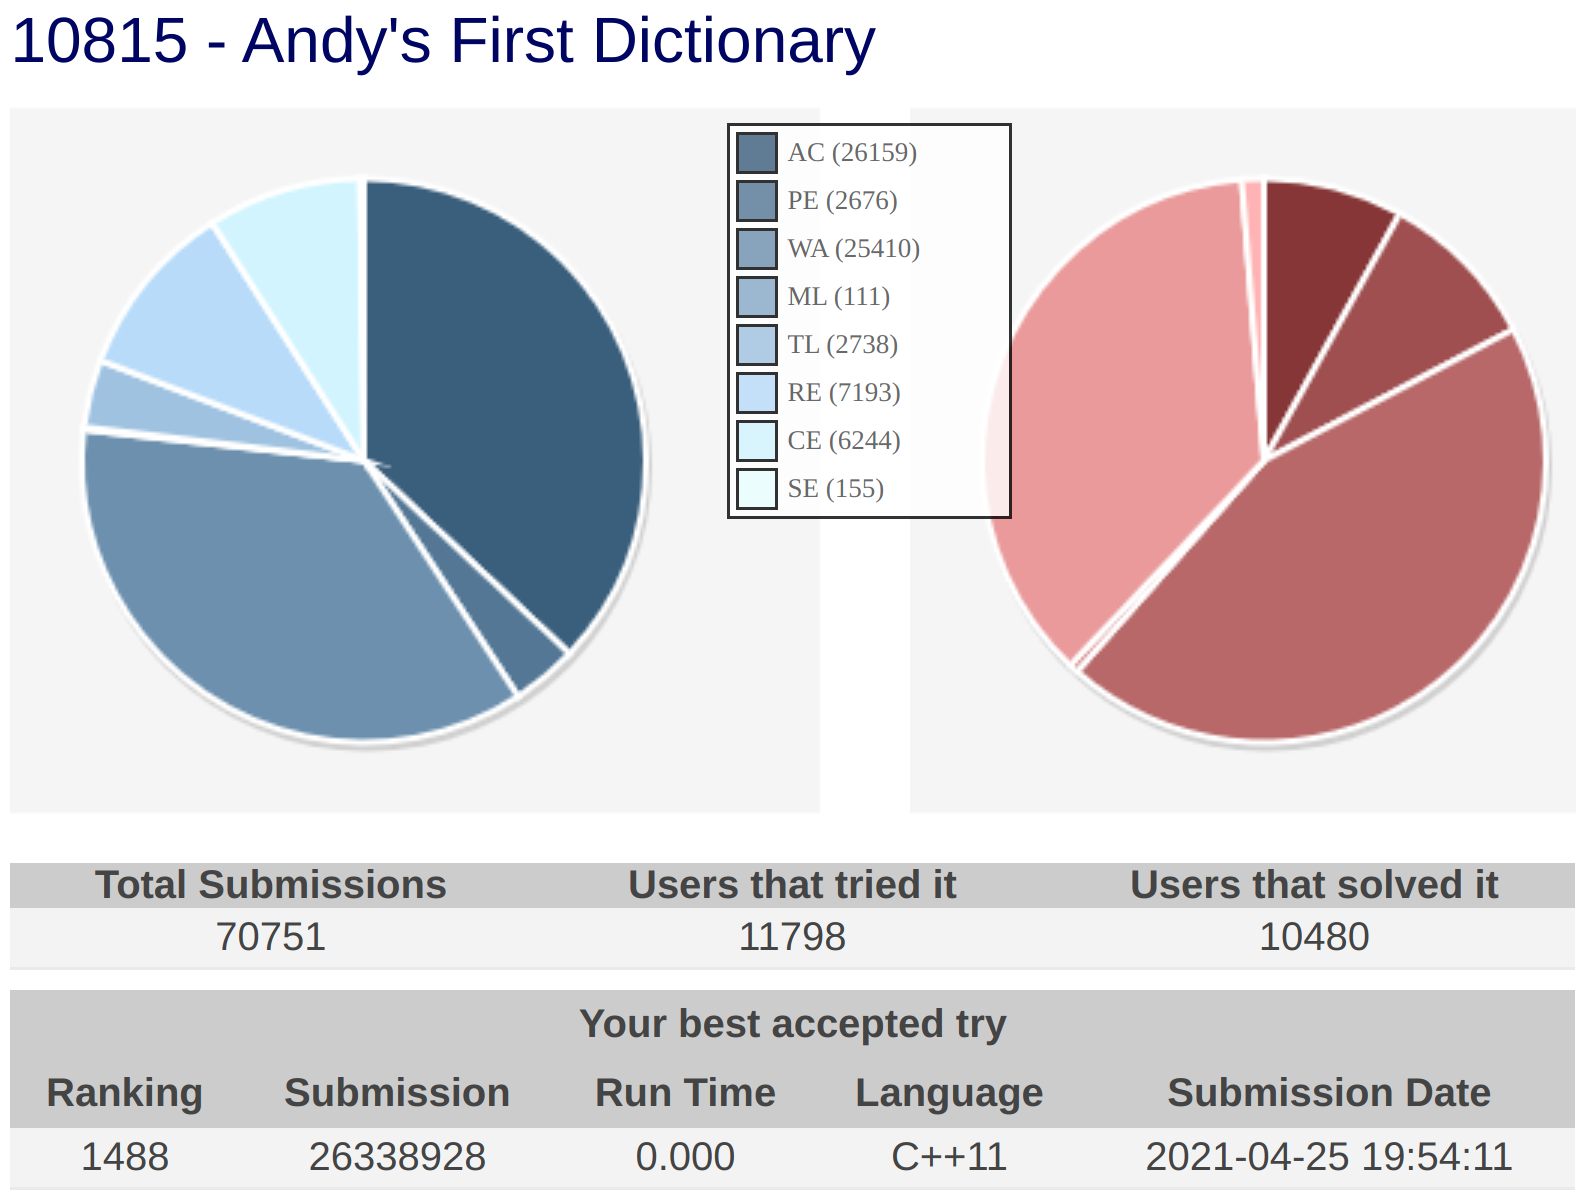 10815 - Andy's First Dictionary
AC (26159)
PE (2676)
WA (25410)
ML (111)
TL (2738)
RE (7193)
CE (6244)
SE (155)
Total Submissions Users that tried it Users that solved it
70751 11798 10480
Your best accepted try
Ranking Submission Run Time Language Submission Date
1488 26338928 0.000 C++11 2021-04-25 19:54:11